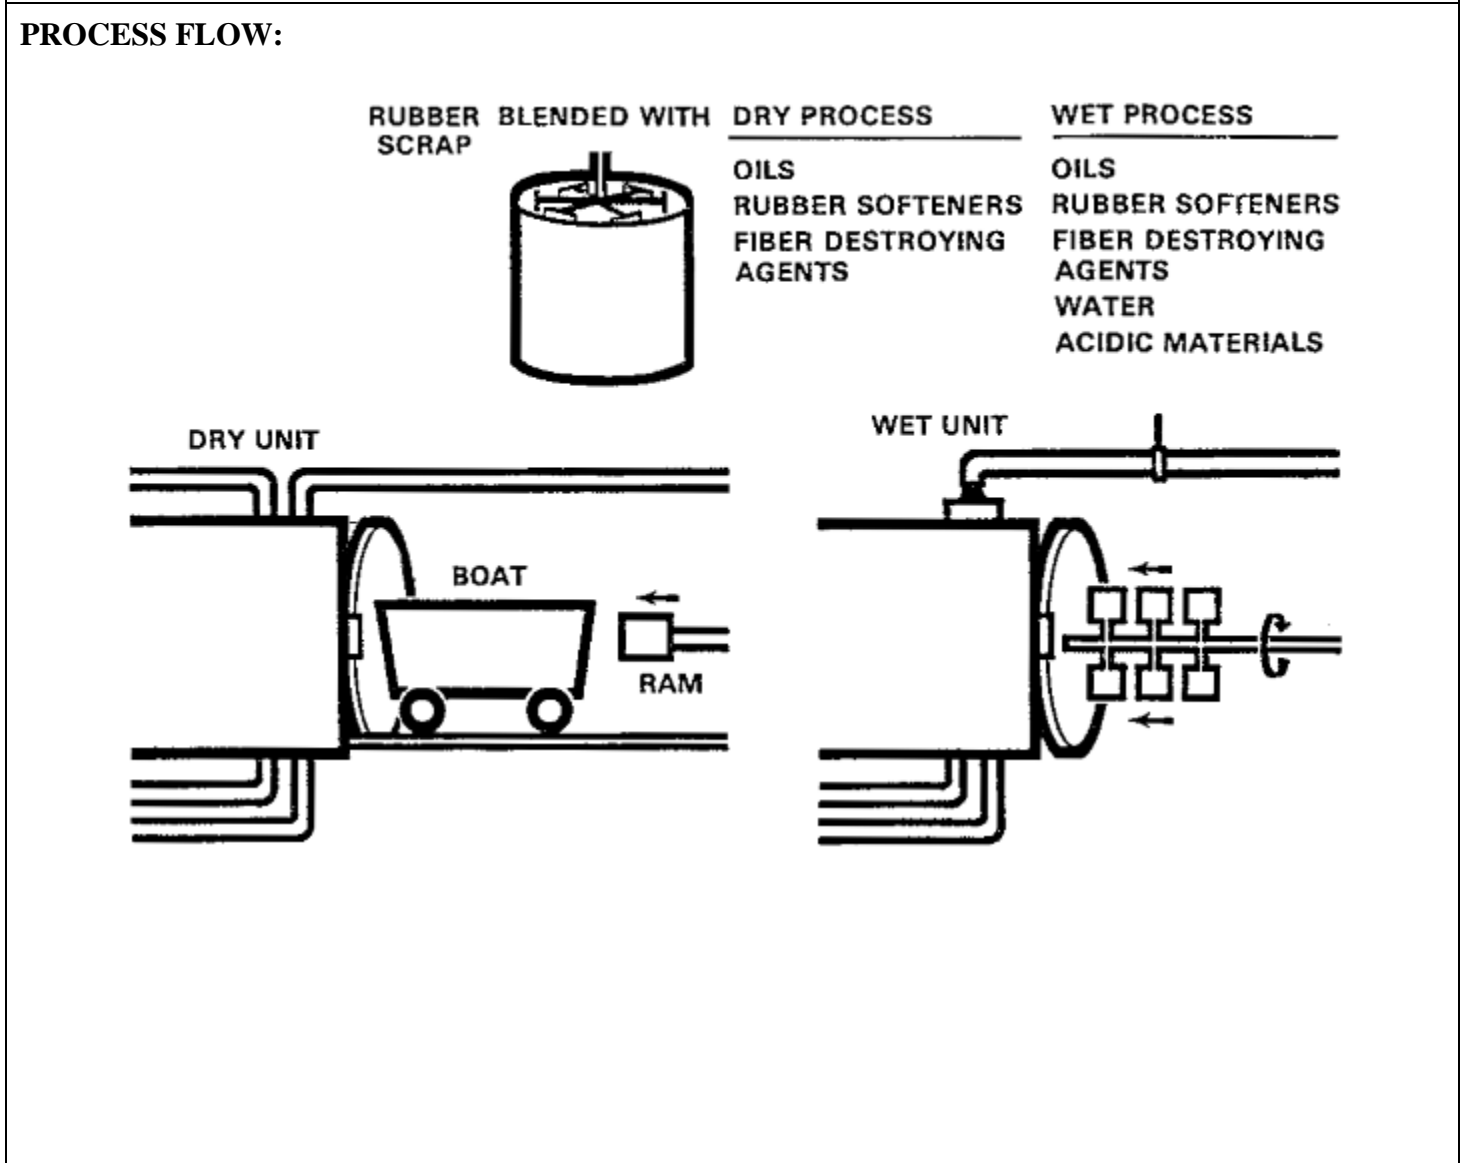 PROCESS FLOW:
RUBBER BLENDED WITH
SCRAP
DRY PROCESS
OILS
RUBBER SOFTENERS
FIBER DESTROYING
AGENTS
WET PROCESS
OILS
RUBBER SOFTENERS
FIBER DESTROYING
AGENTS
WATER
ACIDIC MATERIALS
DRY UNIT
BOAT
RAM
WET UNIT